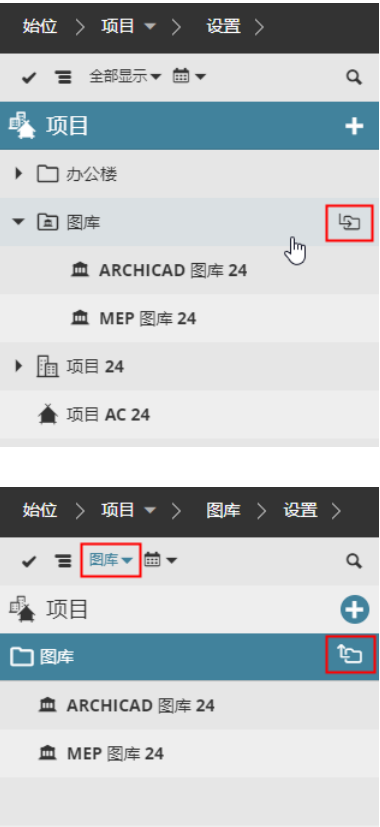 始位 > 项目 > 设置 >
全部显示
项目
办公楼
图库
ARCHICAD 图库 24
MEP 图库 24
项目 24
项目 AC 24
始位 > 项目 > 图库 > 设置 >
图库
项目
图库
ARCHICAD 图库 24
MEP 图库 24